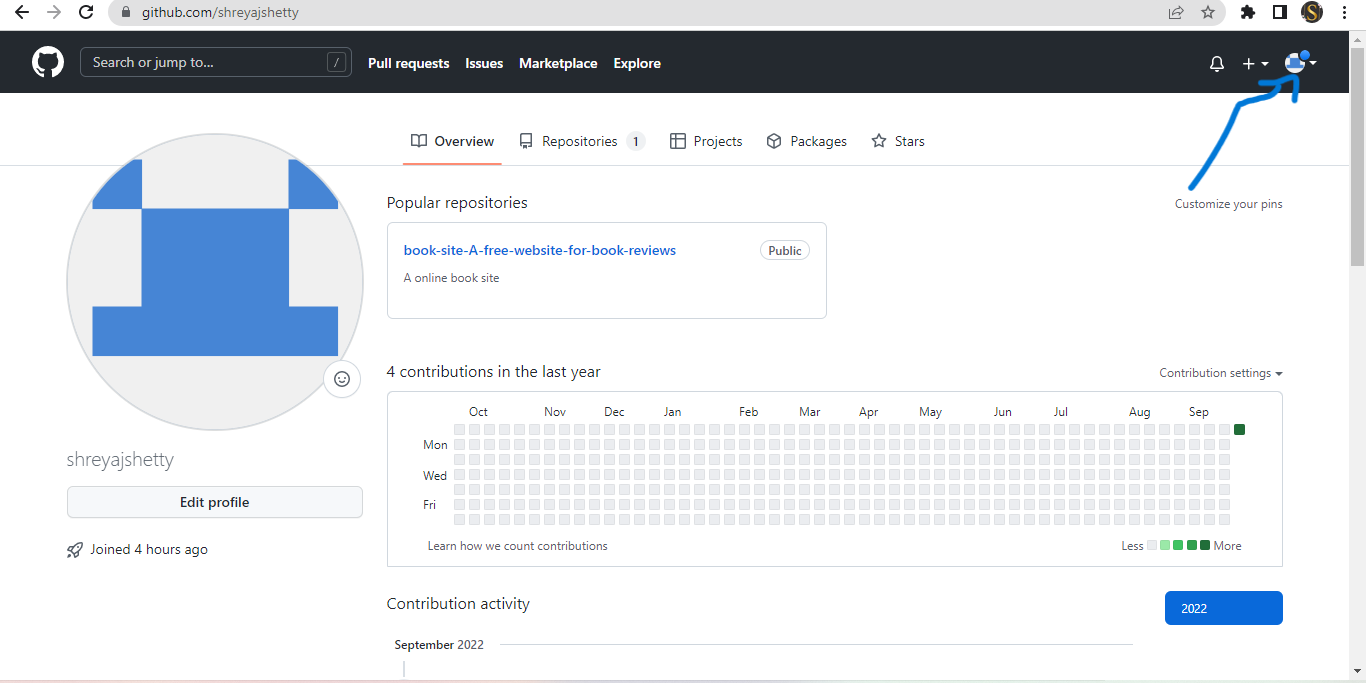 github.com/shreyajshetty
Search or jump to... /
Pull requests Issues Marketplace Explore
Overview Repositories 1 Projects Packages Stars
Popular repositories Customize your pins
book-site-A-free-website-for-book-reviews Public
A online book site
4 contributions in the last year Contribution settings
Oct Nov Dec Jan Feb Mar Apr May Jun Jul Aug Sep
Mon
Wed
Fri
Learn how we count contributions Less More
shreyajshetty
Edit profile
Joined 4 hours ago
Contribution activity 2022
September 2022